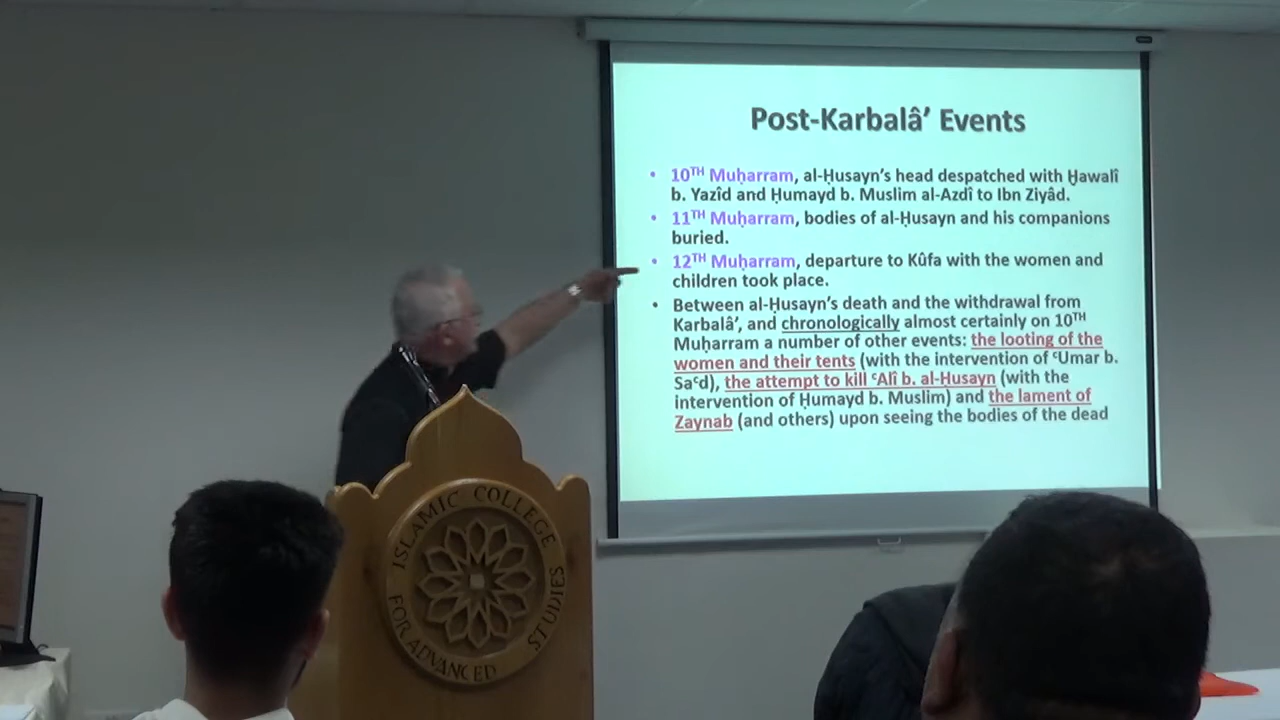 Post-Karbalâ’ Events
• 10TH Muḥarram, al-Ḥusayn’s head despatched with Ḫawalî
b. Yazîd and Ḥumayd b. Muslim al-Azdî to Ibn Ziyâd.
• 11TH Muḥarram, bodies of al-Ḥusayn and his companions
buried.
• 12TH Muḥarram, departure to Kûfa with the women and
children took place.
• Between al-Ḥusayn’s death and the withdrawal from
Karbalâ’, and chronologically almost certainly on 10TH
Muḥarram a number of other events: the looting of the
women and their tents (with the intervention of ᶜUmar b.
Saᶜd), the attempt to kill ᶜAlî b. al-Ḥusayn (with the
intervention of Ḥumayd b. Muslim) and the lament of
Zaynab (and others) upon seeing the bodies of the dead
ISLAMIC COLLEGE
FOR ADVANCED
STUDIES